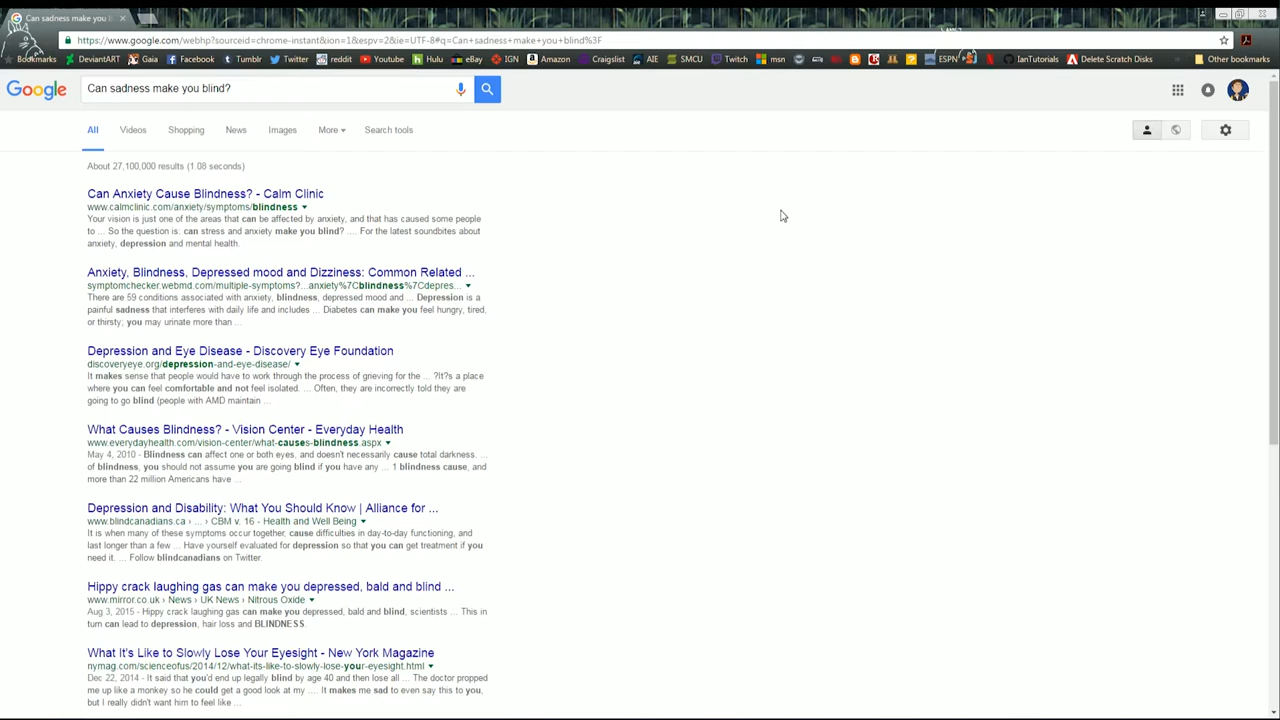 Can sadness make you b
https://www.google.com/webhp?sourceid=chrome-instant&ion=1&espv=2&ie=UTF-8#q=Can+sadness+make+you+blind%3F
Bookmarks DeviantART Gaia Facebook Tumblr Twitter reddit Youtube Hulu eBay IGN Amazon Craigslist AIE SMCU Twitch msn ESPN IanTutorials Delete Scratch Disks Other bookmarks
Google Can sadness make you blind?
All Videos Shopping News Images More Search tools
About 27,100,000 results (1.08 seconds)
Can Anxiety Cause Blindness? - Calm Clinic
www.calmclinic.com/anxiety/symptoms/blindness
Your vision is just one of the areas that can be affected by anxiety, and that has caused some people
to ... So the question is: can stress and anxiety make you blind? .... For the latest soundbites about
anxiety, depression and mental health.
Anxiety, Blindness, Depressed mood and Dizziness: Common Related ...
symptomchecker.webmd.com/multiple-symptoms?...anxiety%7Cblindness%7Cdepres...
There are 59 conditions associated with anxiety, blindness, depressed mood and ... Depression is a
painful sadness that interferes with daily life and includes ... Diabetes can make you feel hungry, tired,
or thirsty; you may urinate more than ...
Depression and Eye Disease - Discovery Eye Foundation
discoveryeye.org/depression-and-eye-disease/
It makes sense that people would have to work through the process of grieving for the ... ?It?s a place
where you can feel comfortable and not feel isolated. ... Often, they are incorrectly told they are
going to go blind (people with AMD maintain ...
What Causes Blindness? - Vision Center - Everyday Health
www.everydayhealth.com/vision-center/what-causes-blindness.aspx
May 4, 2010 - Blindness can affect one or both eyes, and doesn't necessarily cause total darkness. ...
of blindness, you should not assume you are going blind if you have any ... 1 blindness cause, and
more than 22 million Americans have ...
Depression and Disability: What You Should Know | Alliance for ...
www.blindcanadians.ca › ... › CBM v. 16 - Health and Well Being
It is when many of these symptoms occur together, cause difficulties in day-to-day functioning, and
last longer than a few ... Have yourself evaluated for depression so that you can get treatment if you
need it. ... Follow blindcanadians on Twitter.
Hippy crack laughing gas can make you depressed, bald and blind ...
www.mirror.co.uk › News › UK News › Nitrous Oxide
Aug 3, 2015 - Hippy crack laughing gas can make you depressed, bald and blind, scientists ... This in
turn can lead to depression, hair loss and BLINDNESS.
What It's Like to Slowly Lose Your Eyesight - New York Magazine
nymag.com/scienceofus/2014/12/what-its-like-to-slowly-lose-your-eyesight.html
Dec 22, 2014 - It said that you'd end up legally blind by age 40 and then lose all ... The doctor propped
me up like a monkey so he could get a good look at my .... It makes me sad to even say this to you,
but I really didn't want him to feel like ...